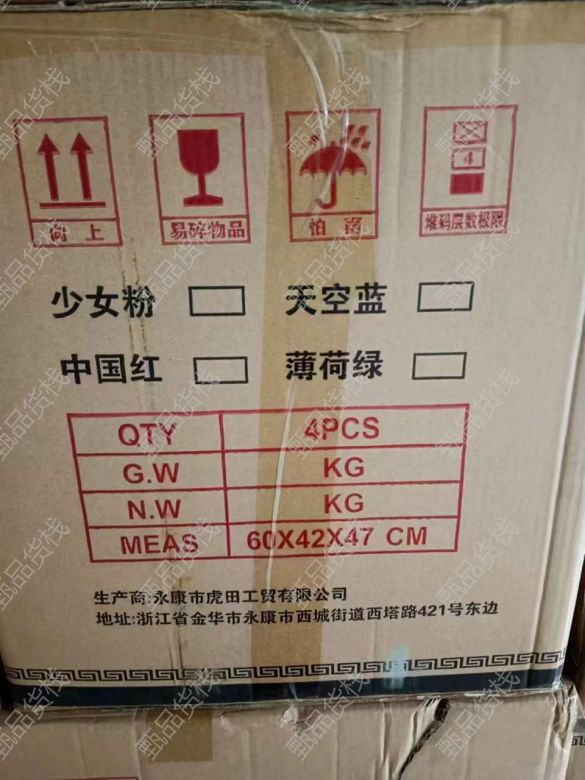 向上
易碎物品
怕离
4
堆码层数极限
少女粉
天空蓝
中国红
薄荷绿
QTY 4PCS
G.W KG
N.W KG
MEAS 60X42X47 CM
生产商:永康市虎田工贸有限公司
地址:浙江省金华市永康市西城街道西塔路421号东边
甄品货栈